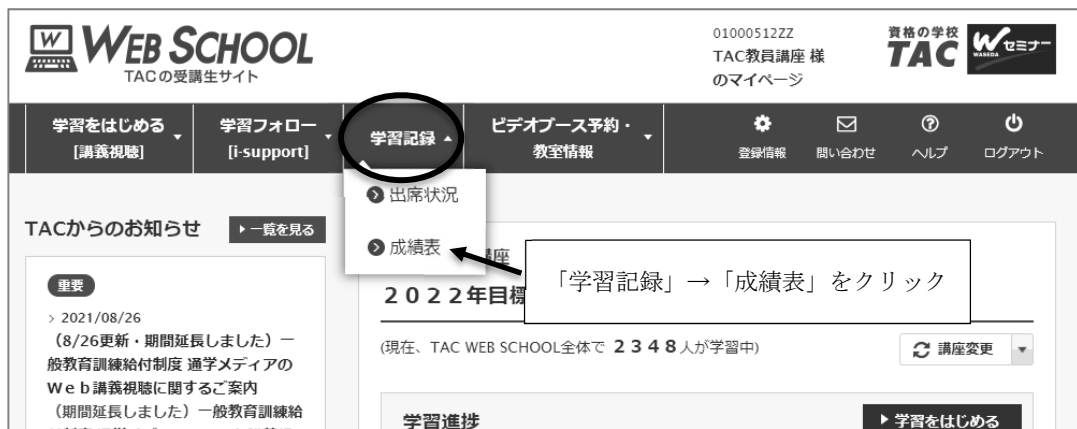 WEB SCHOOL
TACの受講生サイト
01000512ZZ
TAC教員講座 様
のマイページ
資格の学校
TAC
Wセミナー
WASEDA
学習をはじめる
[講義視聴]
学習フォロー
[i-support]
学習記録
ビデオブース予約・
教室情報
登録情報
問い合わせ
ヘルプ
ログアウト
出席状況
成績表
TACからのお知らせ
一覧を見る
重要
> 2021/08/26
(8/26更新・期間延長しました)一
般教育訓練給付制度 通学メディアの
Web講義視聴に関するご案内
(期間延長しました)一般教育訓練給
講座
2022年目標
「学習記録」→「成績表」をクリック
(現在、TAC WEB SCHOOL全体で 2348人が学習中)
講座変更
学習進捗
学習をはじめる